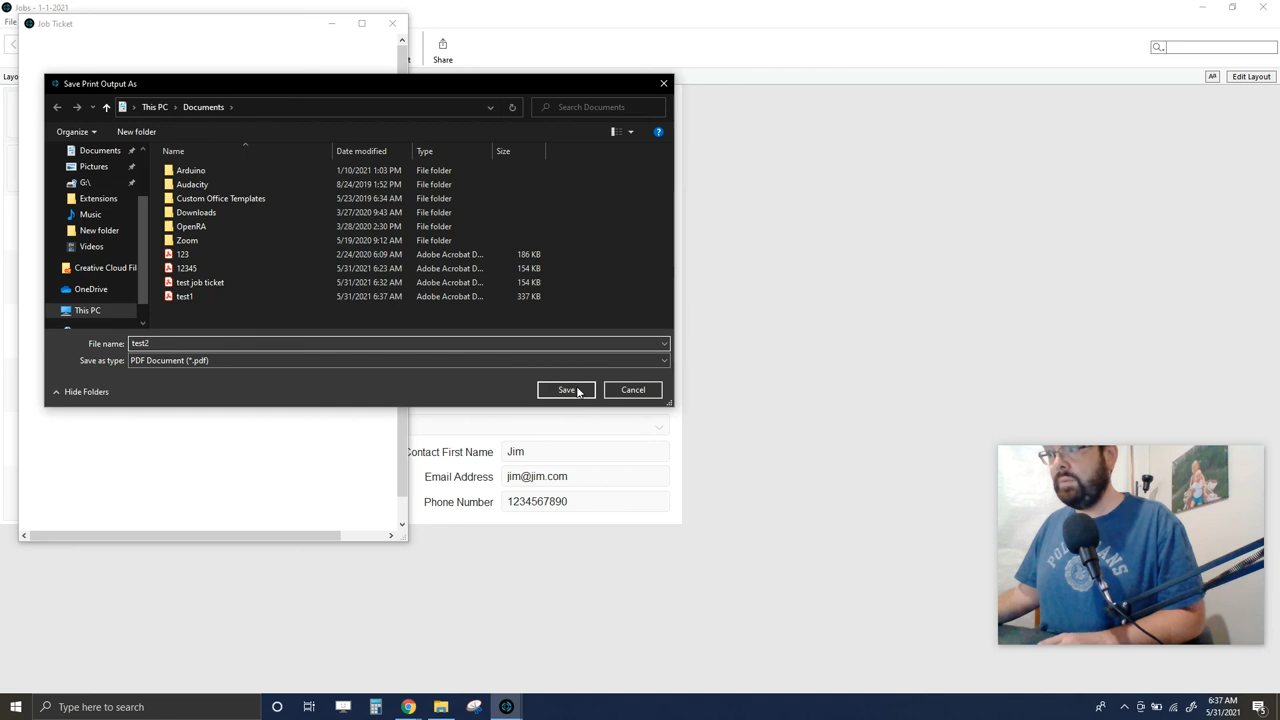 Jobs - 1-1-2021
File
Job Ticket
Share
Layo
Aa
Edit Layout
Save Print Output As
This PC > Documents >
Search Documents
Organize
New folder
Name
Date modified
Type
Size
Documents
Pictures
G:\
Extensions
Music
New folder
Videos
Creative Cloud Fil
OneDrive
This PC
Arduino 1/10/2021 1:03 PM File folder
Audacity 8/24/2019 1:52 PM File folder
Custom Office Templates 5/23/2019 6:34 AM File folder
Downloads 3/27/2020 9:43 AM File folder
OpenRA 3/28/2020 2:30 PM File folder
Zoom 5/19/2020 9:12 AM File folder
123 2/24/2020 6:09 AM Adobe Acrobat D... 186 KB
12345 5/31/2021 6:23 AM Adobe Acrobat D... 154 KB
test job ticket 5/31/2021 6:32 AM Adobe Acrobat D... 154 KB
test1 5/31/2021 6:37 AM Adobe Acrobat D... 337 KB
File name: test2
Save as type: PDF Document (*.pdf)
Hide Folders
Save
Cancel
Contact First Name Jim
Email Address jim@jim.com
Phone Number 1234567890
Type here to search
6:37 AM
5/31/2021
5